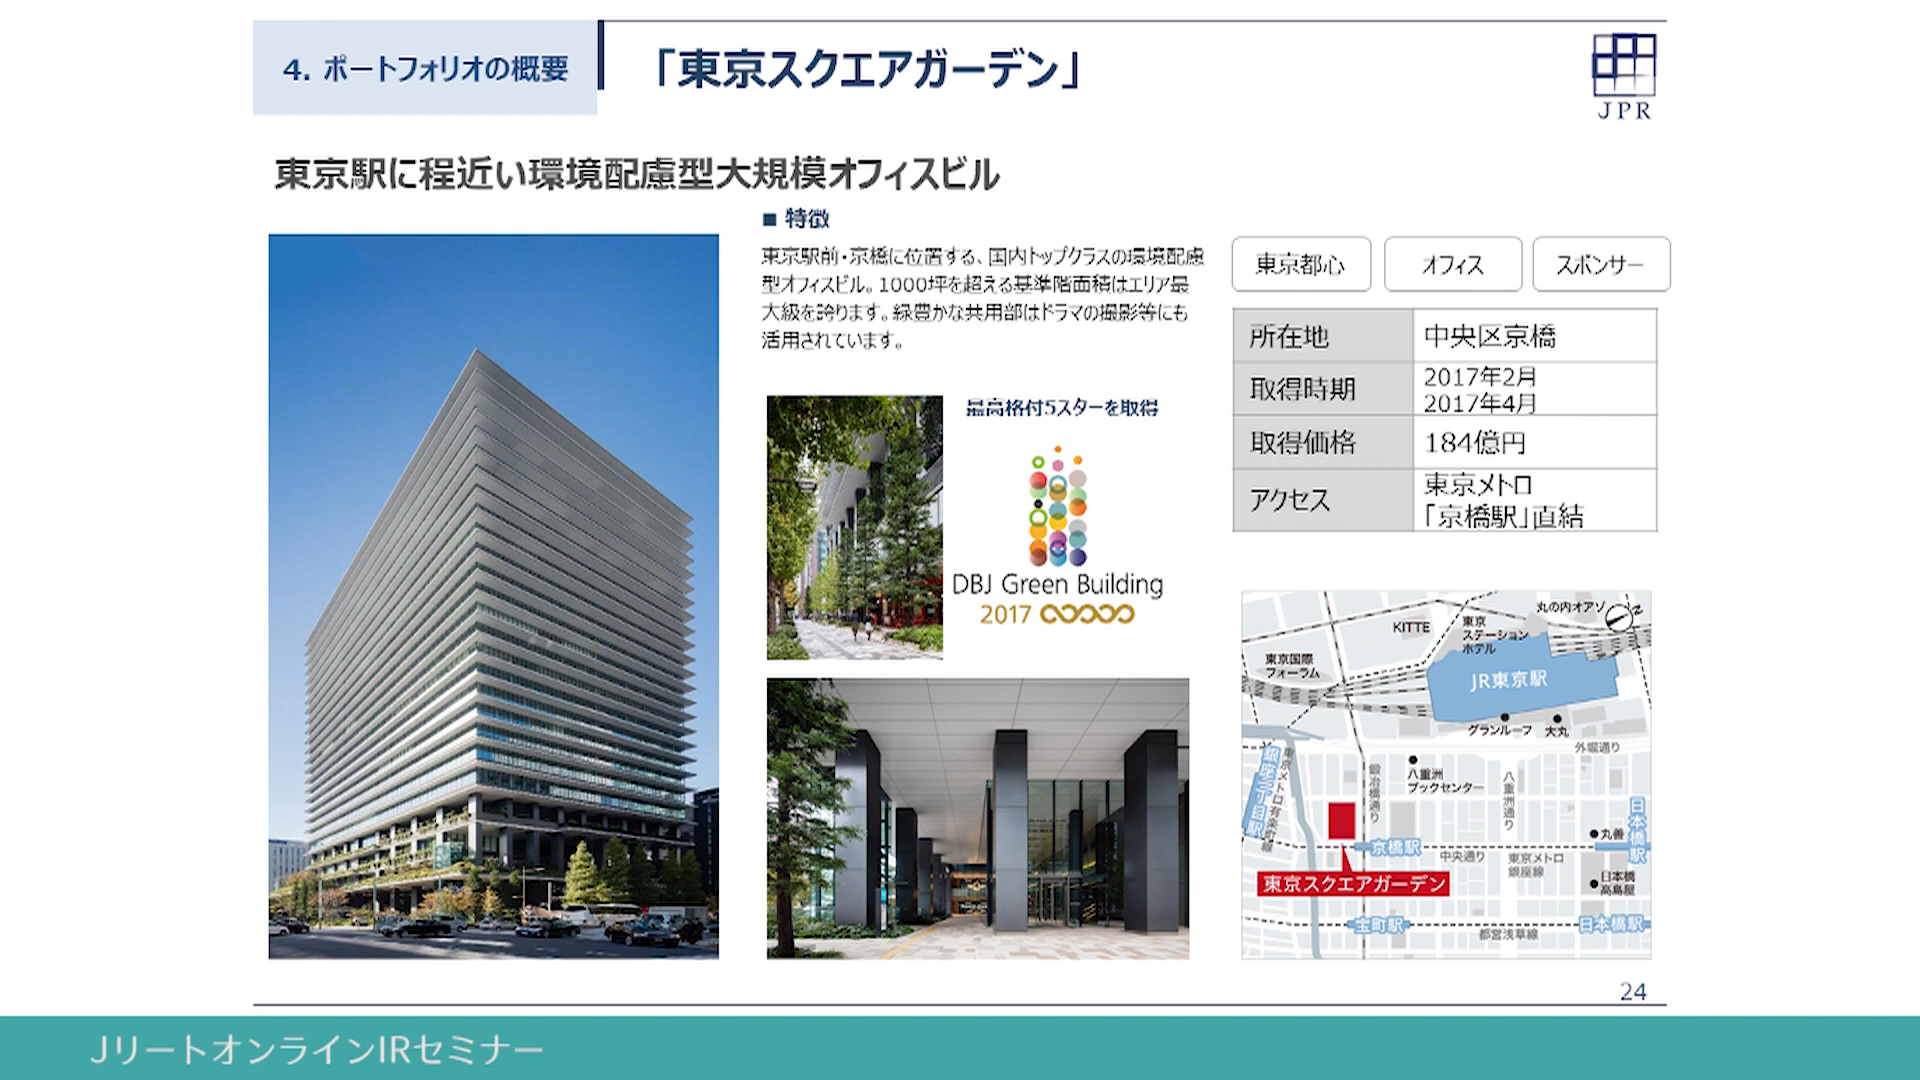 4. ポートフォリオの概要
「東京スクエアガーデン」
JPR
東京駅に程近い環境配慮型大規模オフィスビル
■ 特徴
東京駅前・京橋に位置する、国内トップクラスの環境配慮
型オフィスビル。1000坪を超える基準階面積はエリア最
大級を誇ります。緑豊かな共用部はドラマの撮影等にも
活用されています。
最高格付5スターを取得
DBJ Green Building
2017
東京都心
オフィス
スポンサー
所在地 中央区京橋
取得時期 2017年2月
2017年4月
取得価格 184億円
アクセス 東京メトロ
「京橋駅」直結
丸の内オアゾ
KITTE
東京
ステーション
ホテル
東京国際
フォーラム
JR東京駅
グランルーフ
大丸
外堀通り
八重洲
ブックセンター
鍛冶橋通り
八重洲通り
銀座一丁目駅
東京メトロ有楽町線
丸善
日本橋駅
京橋駅
中央通り
東京メトロ
銀座線
日本橋
高島屋
東京スクエアガーデン
宝町駅
都営浅草線
日本橋駅
24
JリートオンラインIRセミナー